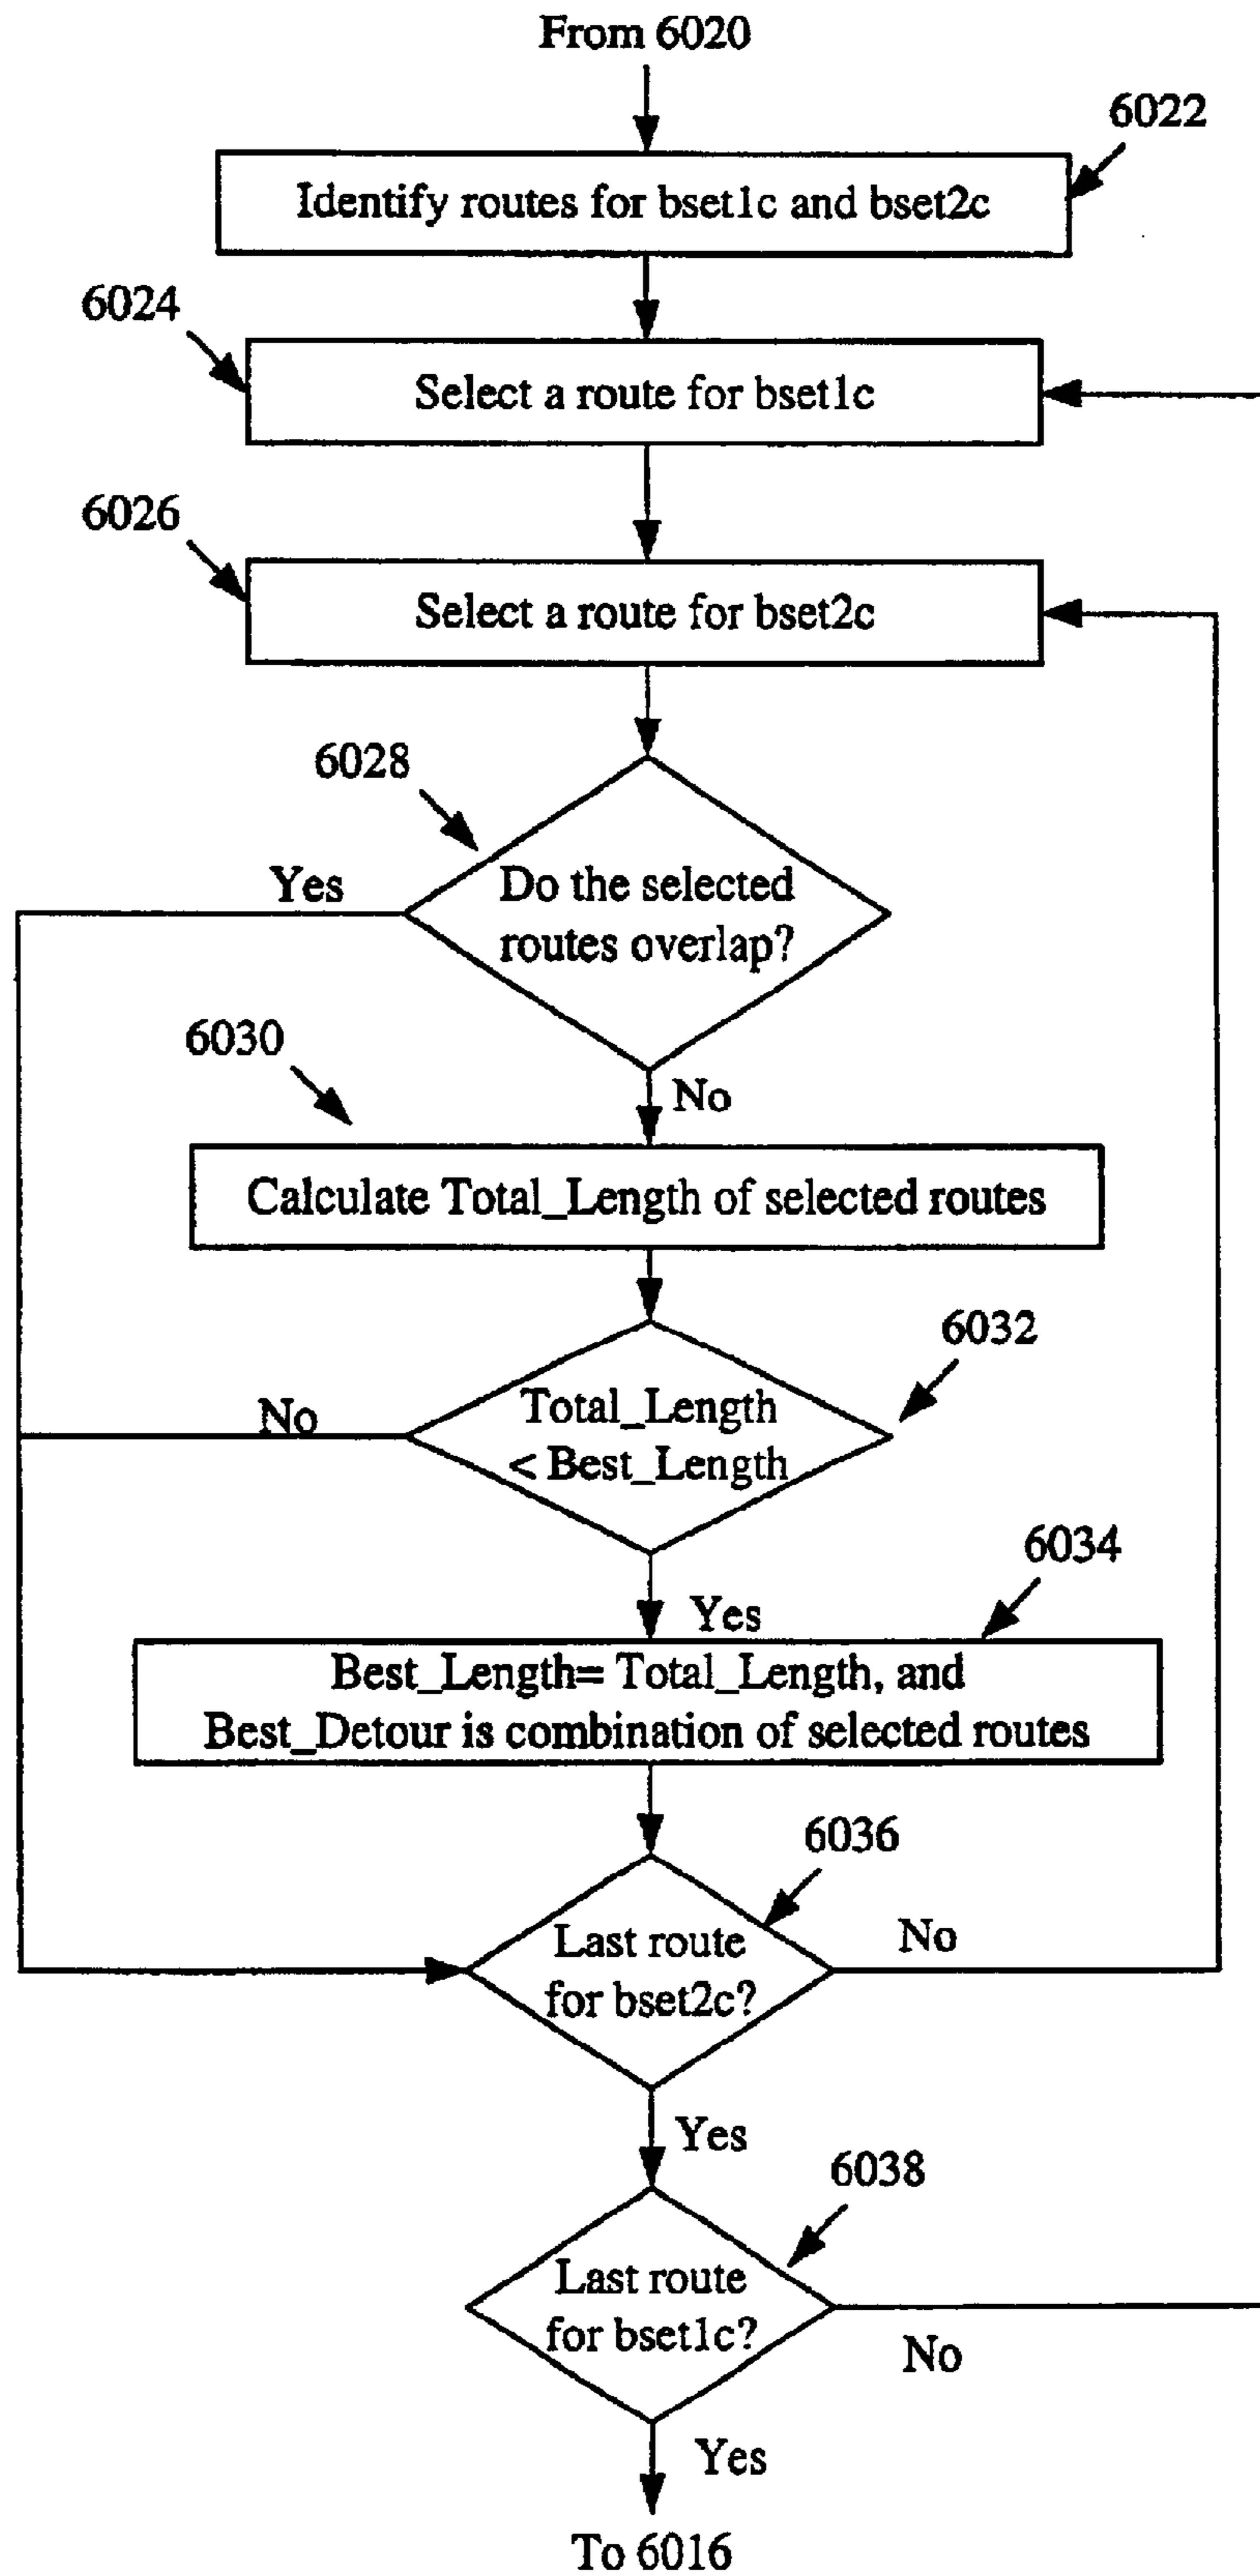 From 6020
6022
Identify routes for bset1c and bset2c
6024
Select a route for bset1c
6026
Select a route for bset2c
6028
Yes
Do the selected
routes overlap?
6030
No
Calculate Total_Length of selected routes
6032
No
Total_Length
< Best_Length
6034
Yes
Best_Length= Total_Length, and
Best_Detour is combination of selected routes
6036
Last route
for bset2c?
No
Yes
6038
Last route
for bset1c?
No
Yes
To 6016